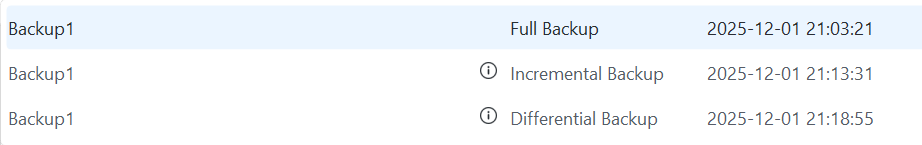 Backup1 Full Backup 2025-12-01 21:03:21
Backup1 Incremental Backup 2025-12-01 21:13:31
Backup1 Differential Backup 2025-12-01 21:18:55